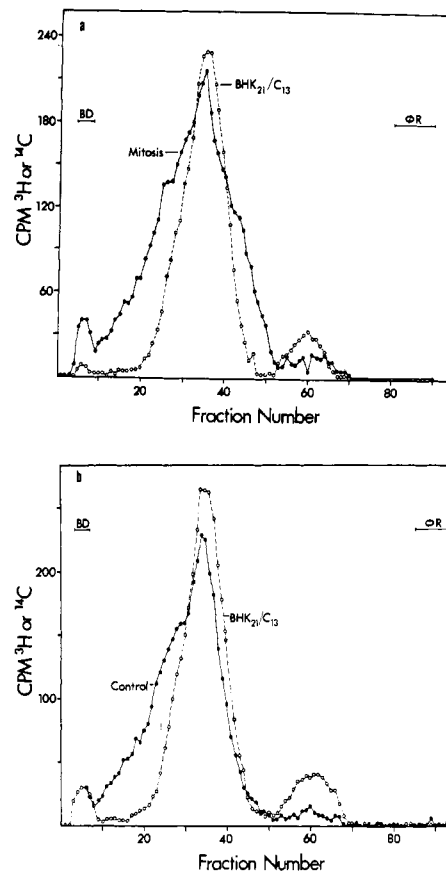 a
240
180
120
60
CPM ³H or ¹⁴C
BD
BHK₂₁/C₁₃
Mitosis
ΦR
20 40 60 80
Fraction Number
b
200
100
CPM ³H or ¹⁴C
BD
BHK₂₁/C₁₃
Control
ΦR
20 40 60 80
Fraction Number